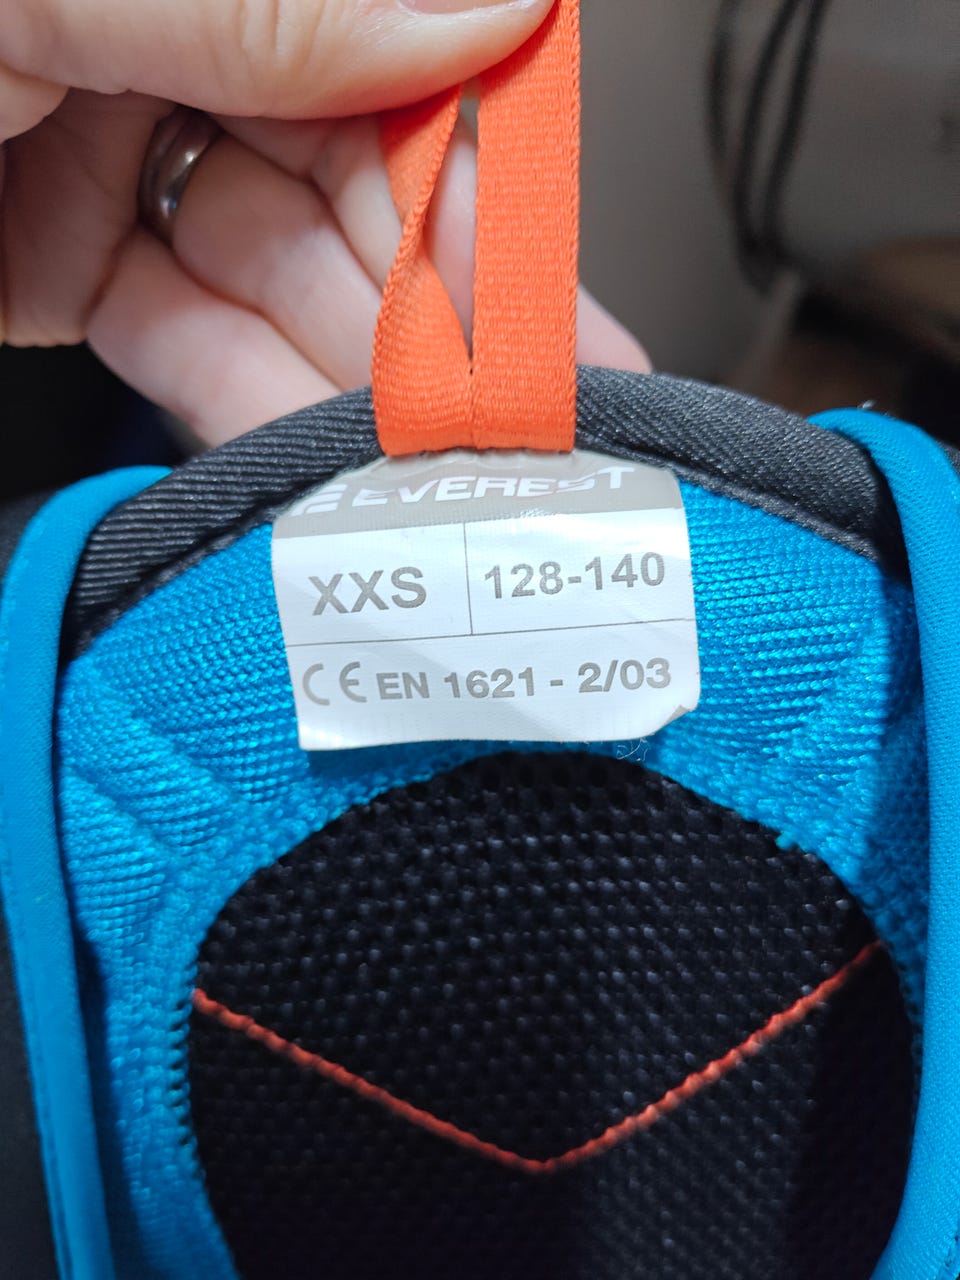 EVEREST
XXS 128-140
CE EN 1621 - 2/03